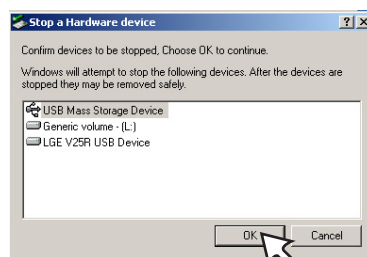 Stop a Hardware device
Confirm devices to be stopped, Choose OK to continue.
Windows will attempt to stop the following devices. After the devices are
stopped they may be removed safely.
USB Mass Storage Device
Generic volume - (L:)
LGE V25R USB Device
OK Cancel